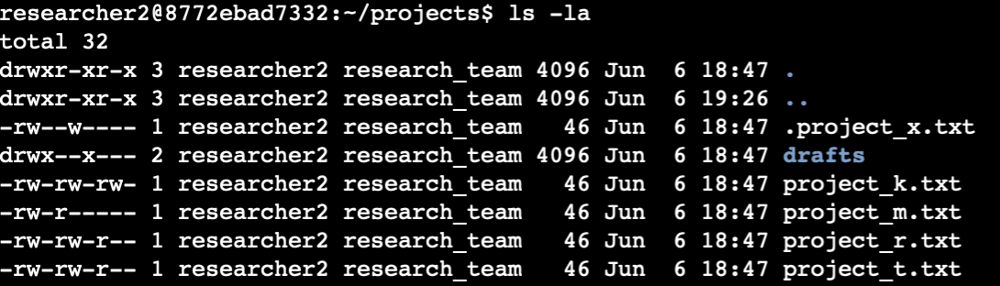 researcher2@8772ebad7332:~/projects$ ls -la
total 32
drwxr-xr-x 3 researcher2 research_team 4096 Jun  6 18:47 .
drwxr-xr-x 3 researcher2 research_team 4096 Jun  6 19:26 ..
-rw--w---- 1 researcher2 research_team   46 Jun  6 18:47 .project_x.txt
drwx--x--- 2 researcher2 research_team 4096 Jun  6 18:47 drafts
-rw-rw-rw- 1 researcher2 research_team   46 Jun  6 18:47 project_k.txt
-rw-r----- 1 researcher2 research_team   46 Jun  6 18:47 project_m.txt
-rw-rw-r-- 1 researcher2 research_team   46 Jun  6 18:47 project_r.txt
-rw-rw-r-- 1 researcher2 research_team   46 Jun  6 18:47 project_t.txt